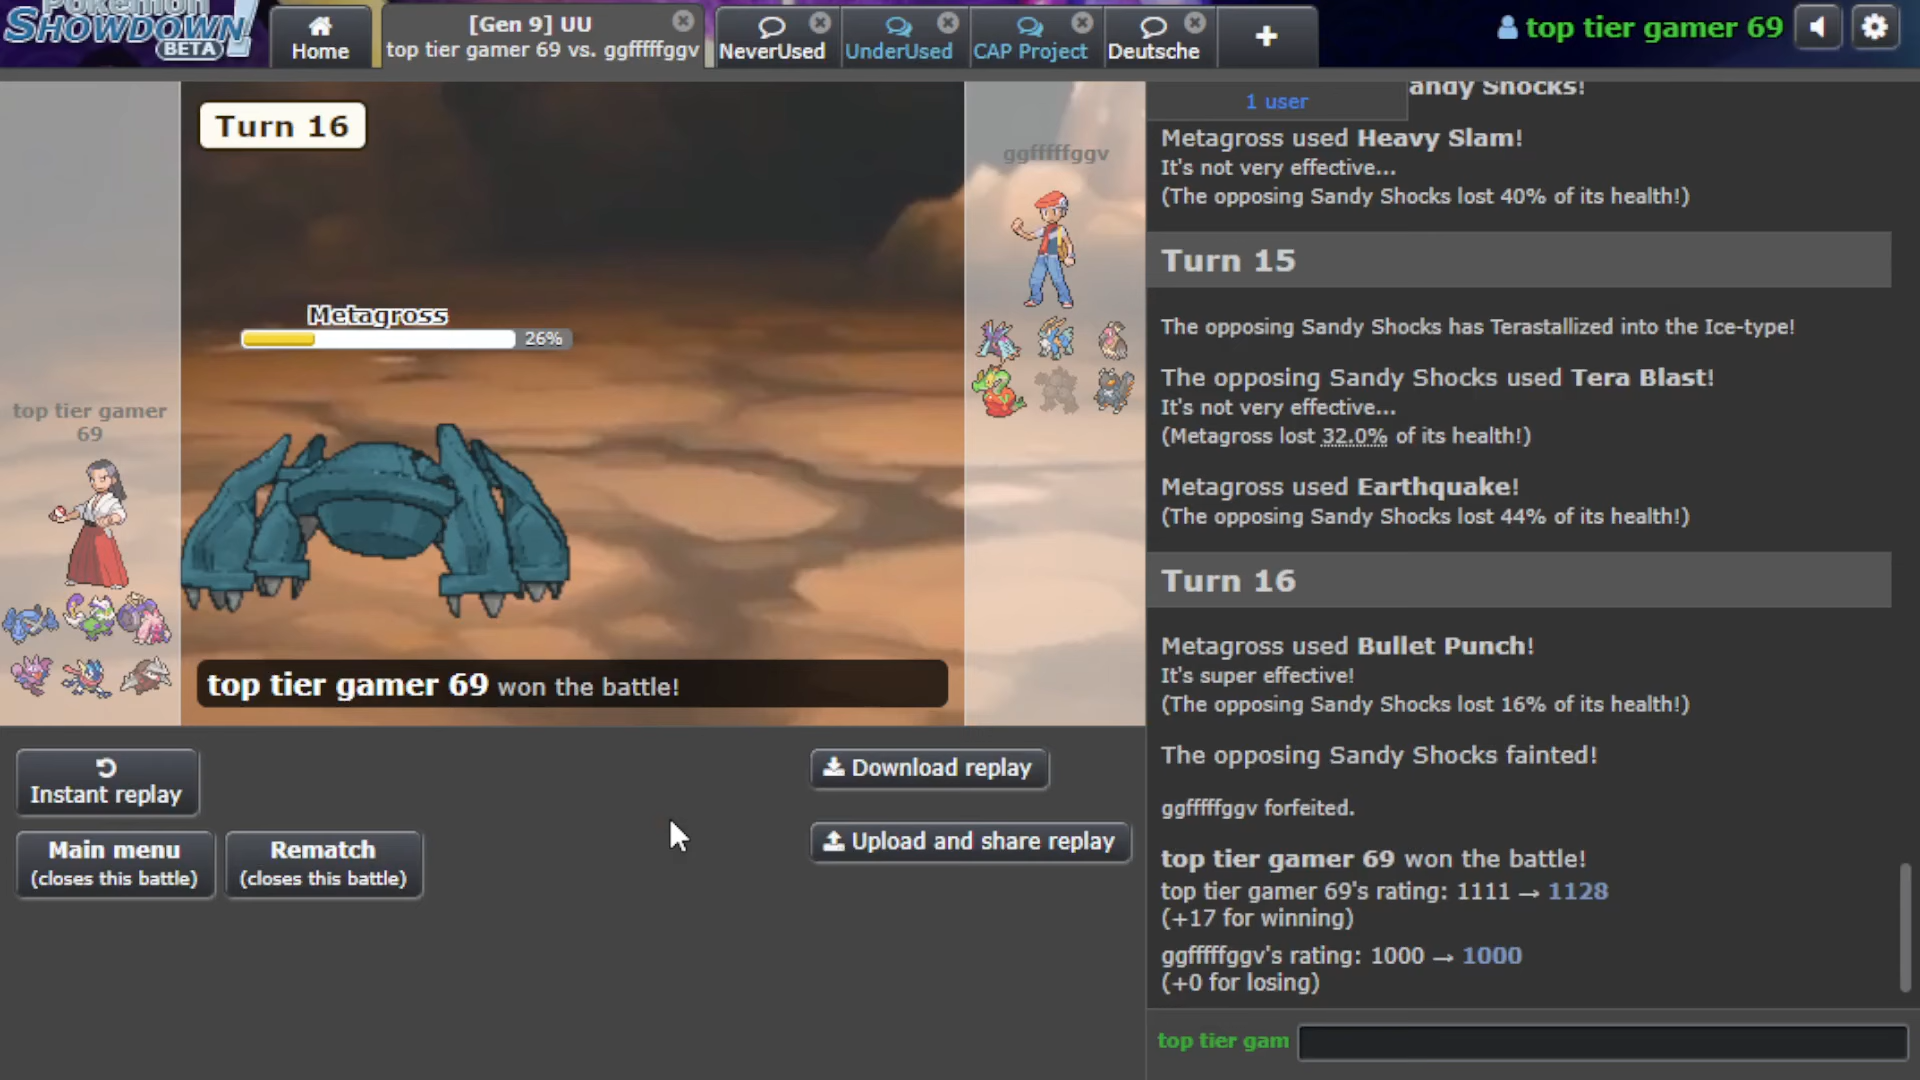 Pokémon
SHOWDOWN!
BETA
Home
[Gen 9] UU
top tier gamer 69 vs. ggfffffggv
NeverUsed
UnderUsed
CAP Project
Deutsche
+
top tier gamer 69
Turn 16
Metagross
26%
top tier gamer
69
ggfffffggv
top tier gamer 69 won the battle!
Instant replay
Main menu
(closes this battle)
Rematch
(closes this battle)
Download replay
Upload and share replay
1 user
andy Shocks!
Metagross used Heavy Slam!
It's not very effective...
(The opposing Sandy Shocks lost 40% of its health!)
Turn 15
The opposing Sandy Shocks has Terastallized into the Ice-type!
The opposing Sandy Shocks used Tera Blast!
It's not very effective...
(Metagross lost 32.0% of its health!)
Metagross used Earthquake!
(The opposing Sandy Shocks lost 44% of its health!)
Turn 16
Metagross used Bullet Punch!
It's super effective!
(The opposing Sandy Shocks lost 16% of its health!)
The opposing Sandy Shocks fainted!
ggfffffggv forfeited.
top tier gamer 69 won the battle!
top tier gamer 69's rating: 1111 → 1128
(+17 for winning)
ggfffffggv's rating: 1000 → 1000
(+0 for losing)
top tier gam